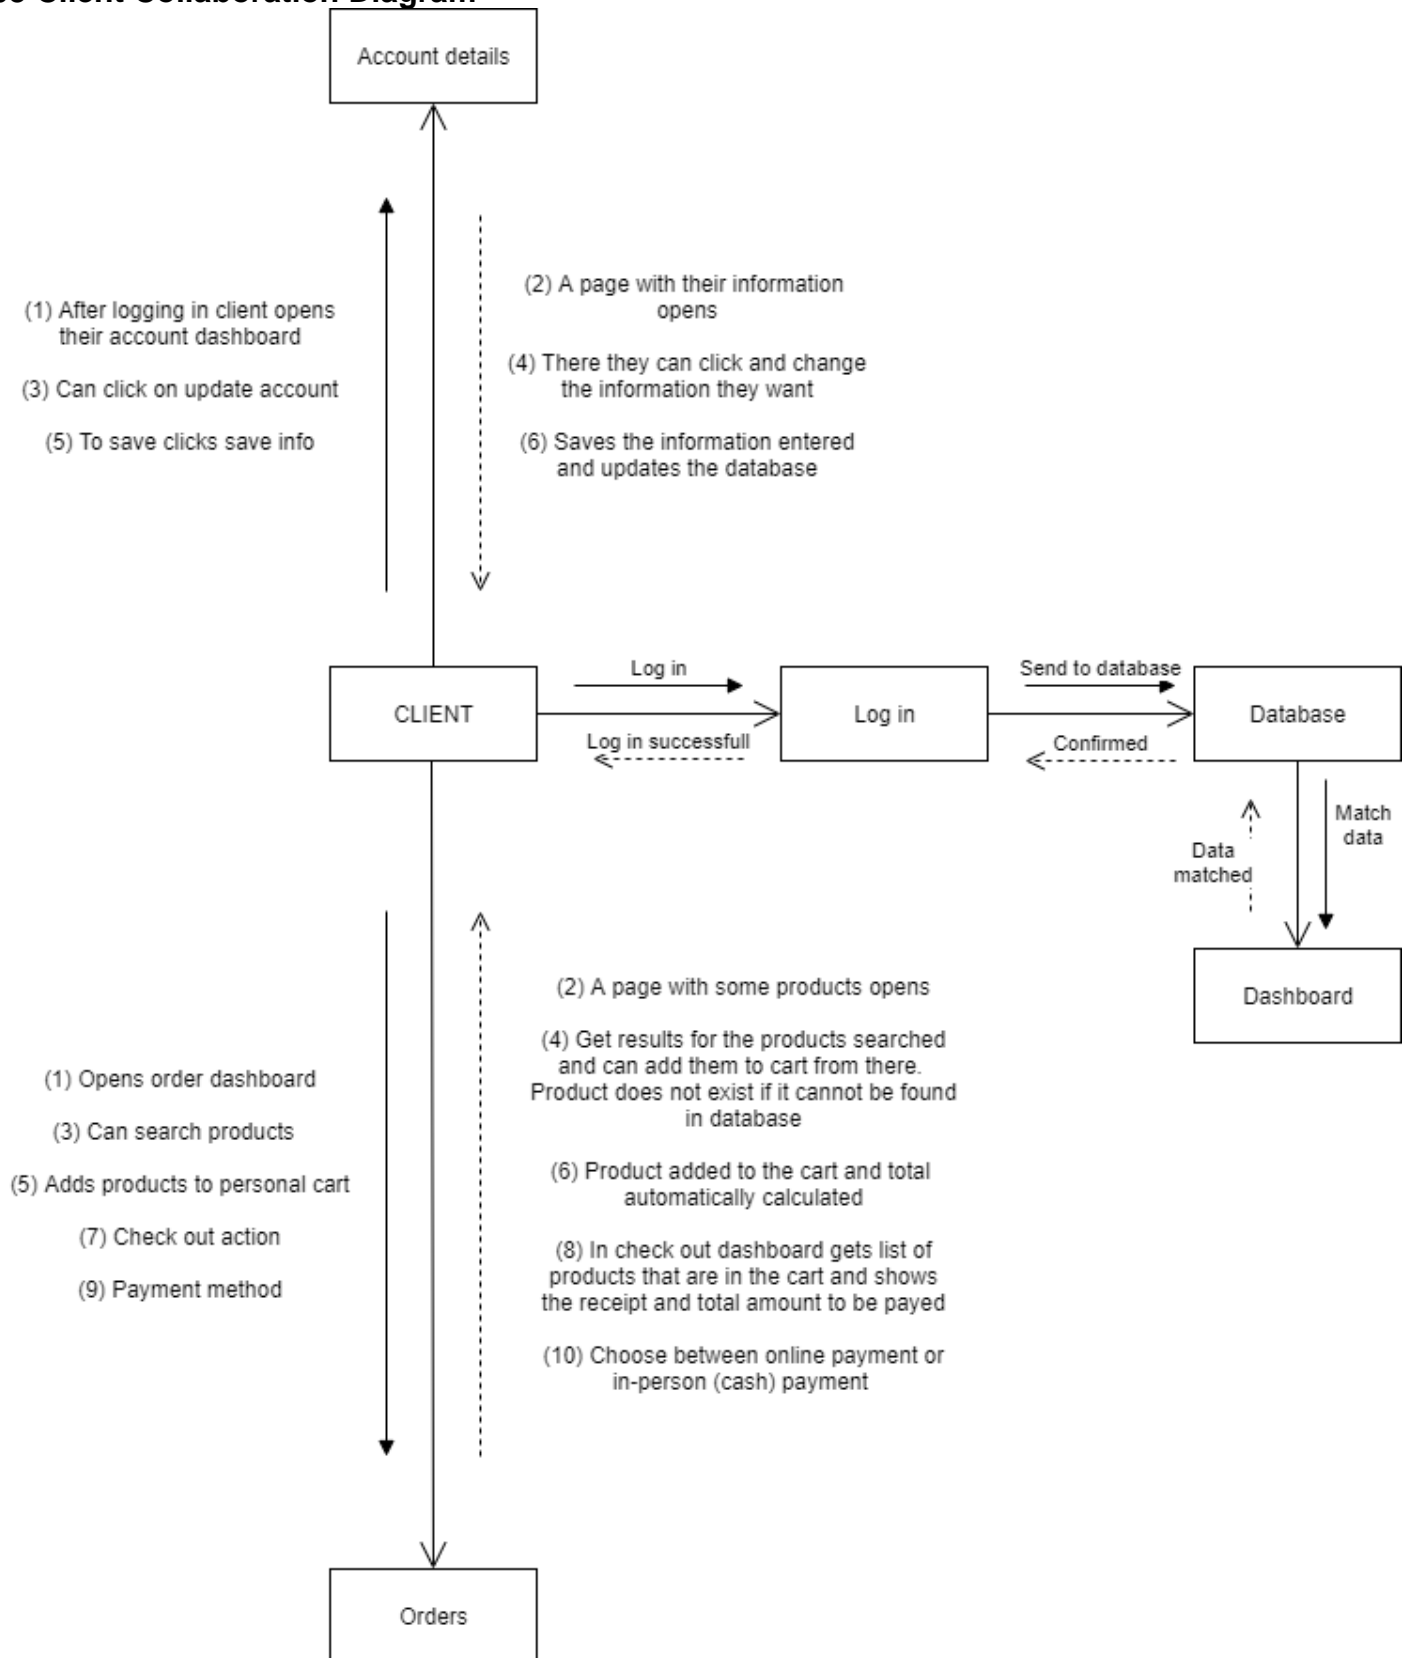 Client Collaboration Diagram
Account details
(1) After logging in client opens
their account dashboard
(3) Can click on update account
(5) To save clicks save info
(2) A page with their information
opens
(4) There they can click and change
the information they want
(6) Saves the information entered
and updates the database
CLIENT
Log in
Log in successfull
Log in
Send to database
Confirmed
Database
Match
data
Data
matched
Dashboard
(1) Opens order dashboard
(3) Can search products
(5) Adds products to personal cart
(7) Check out action
(9) Payment method
(2) A page with some products opens
(4) Get results for the products searched
and can add them to cart from there.
Product does not exist if it cannot be found
in database
(6) Product added to the cart and total
automatically calculated
(8) In check out dashboard gets list of
products that are in the cart and shows
the receipt and total amount to be payed
(10) Choose between online payment or
in-person (cash) payment
Orders